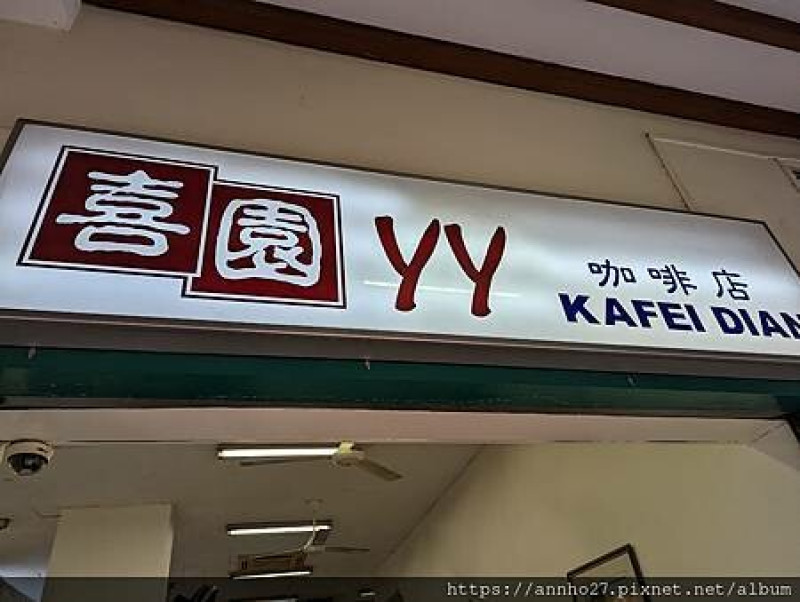 喜園 YY 咖啡店
KAFEI DIAN
https://annho27.pixnet.net/album